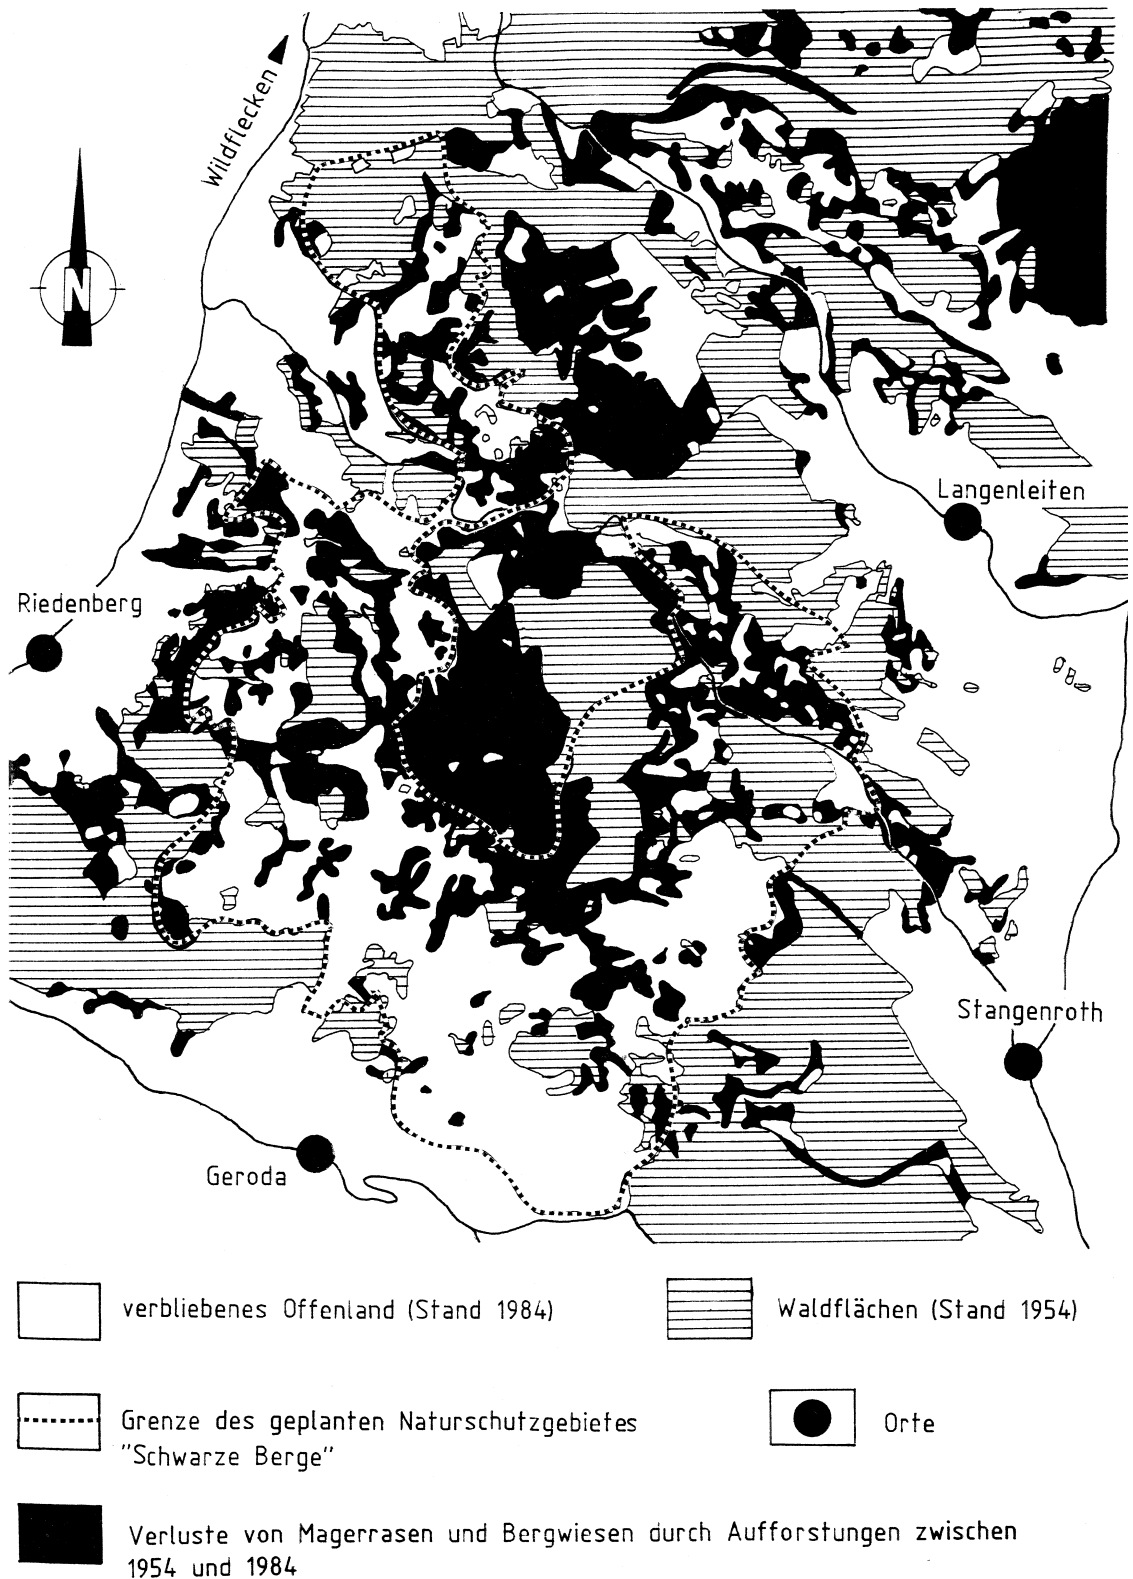 Wildflecken
N
Langenleiten
Riedenberg
Stangenroth
Geroda
verbliebenes Offenland (Stand 1984)
Waldflächen (Stand 1954)
Grenze des geplanten Naturschutzgebietes
"Schwarze Berge"
Orte
Verluste von Magerrasen und Bergwiesen durch Aufforstungen zwischen
1954 und 1984